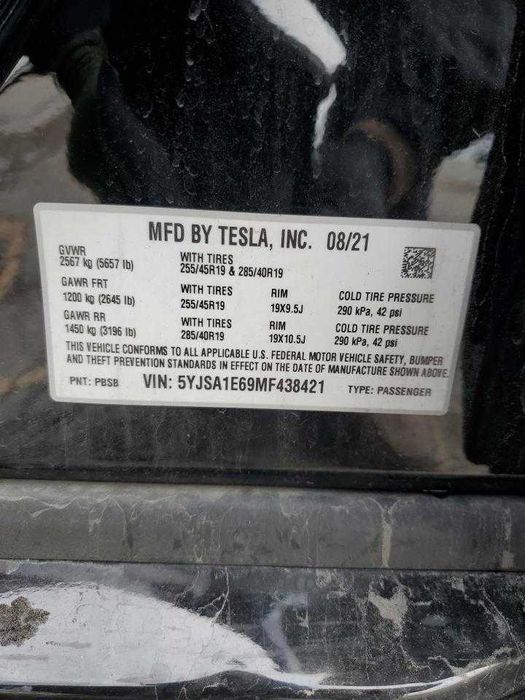 MFD BY TESLA, INC. 08/21
GVWR
2567 kg (5657 lb)
WITH TIRES
255/45R19 & 285/40R19
GAWR FRT
1200 kg (2645 lb)
WITH TIRES
255/45R19
RIM
19X9.5J
COLD TIRE PRESSURE
290 kPa, 42 psi
GAWR RR
1450 kg (3196 lb)
WITH TIRES
285/40R19
RIM
19X10.5J
COLD TIRE PRESSURE
290 kPa, 42 psi
THIS VEHICLE CONFORMS TO ALL APPLICABLE U.S. FEDERAL MOTOR VEHICLE SAFETY, BUMPER
AND THEFT PREVENTION STANDARDS IN EFFECT ON THE DATE OF MANUFACTURE SHOWN ABOVE.
PNT: PBSB VIN: 5YJSA1E69MF438421 TYPE: PASSENGER